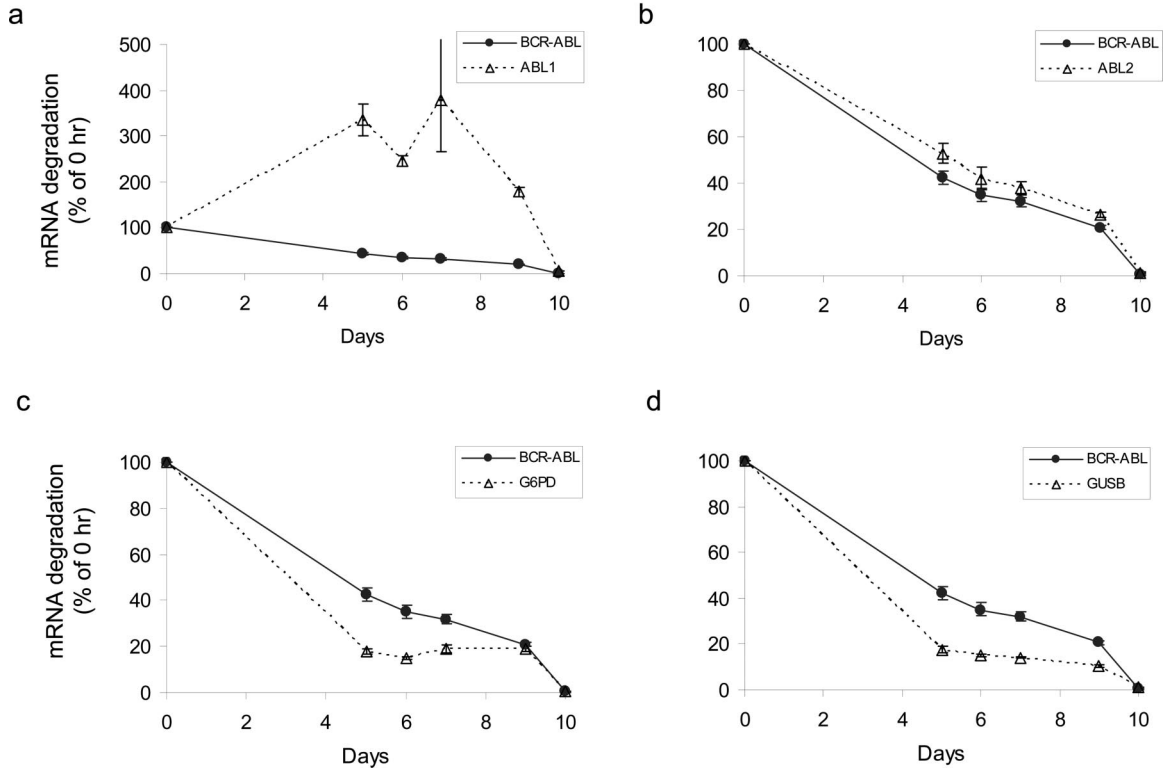 a
BCR-ABL
ABL1
mRNA degradation
(% of 0 hr)
500
400
300
200
100
0
0 2 4 6 8 10
Days
b
BCR-ABL
ABL2
100
80
60
40
20
0
0 2 4 6 8 10
Days
c
BCR-ABL
G6PD
mRNA degradation
(% of 0 hr)
100
80
60
40
20
0
0 2 4 6 8 10
Days
d
BCR-ABL
GUSB
100
80
60
40
20
0
0 2 4 6 8 10
Days